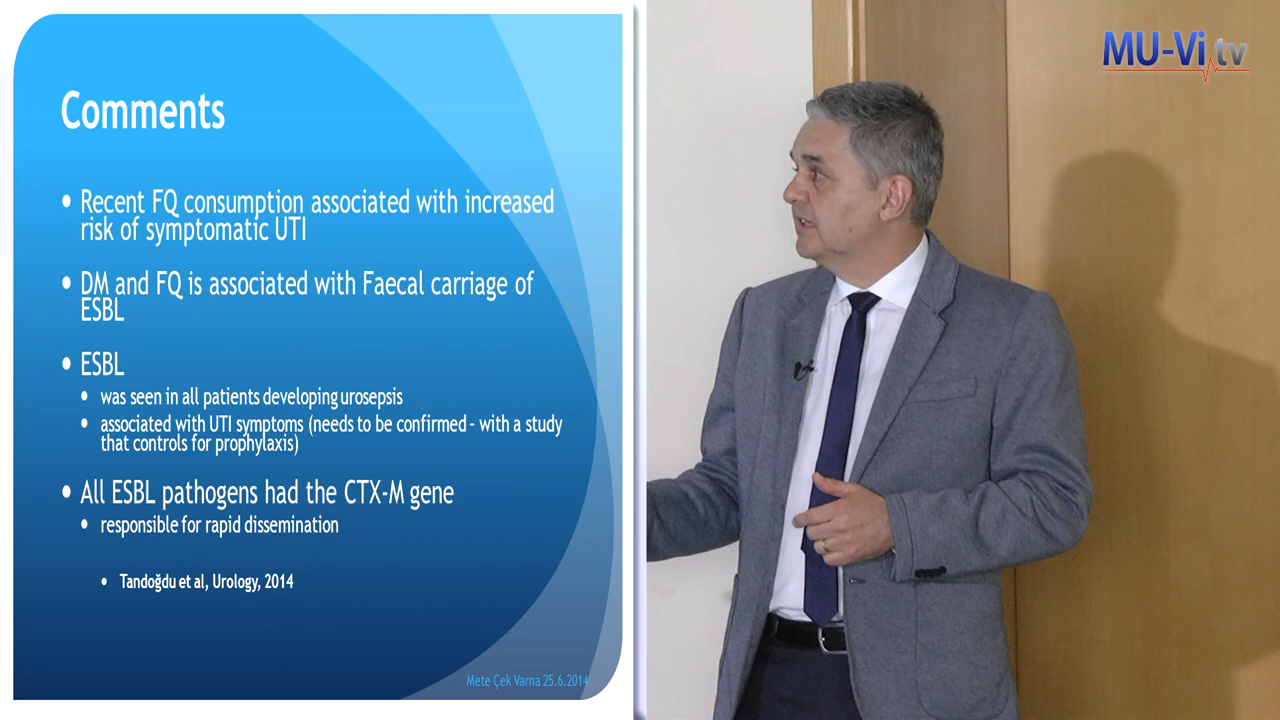 Comments
Recent FQ consumption associated with increased
risk of symptomatic UTI
DM and FQ is associated with Faecal carriage of
ESBL
ESBL
was seen in all patients developing urosepsis
associated with UTI symptoms (needs to be confirmed - with a study
that controls for prophylaxis)
All ESBL pathogens had the CTX-M gene
responsible for rapid dissemination
Tandoğdu et al, Urology, 2014
Mete Çek Varna 25.6.2014
MU-Vi.tv